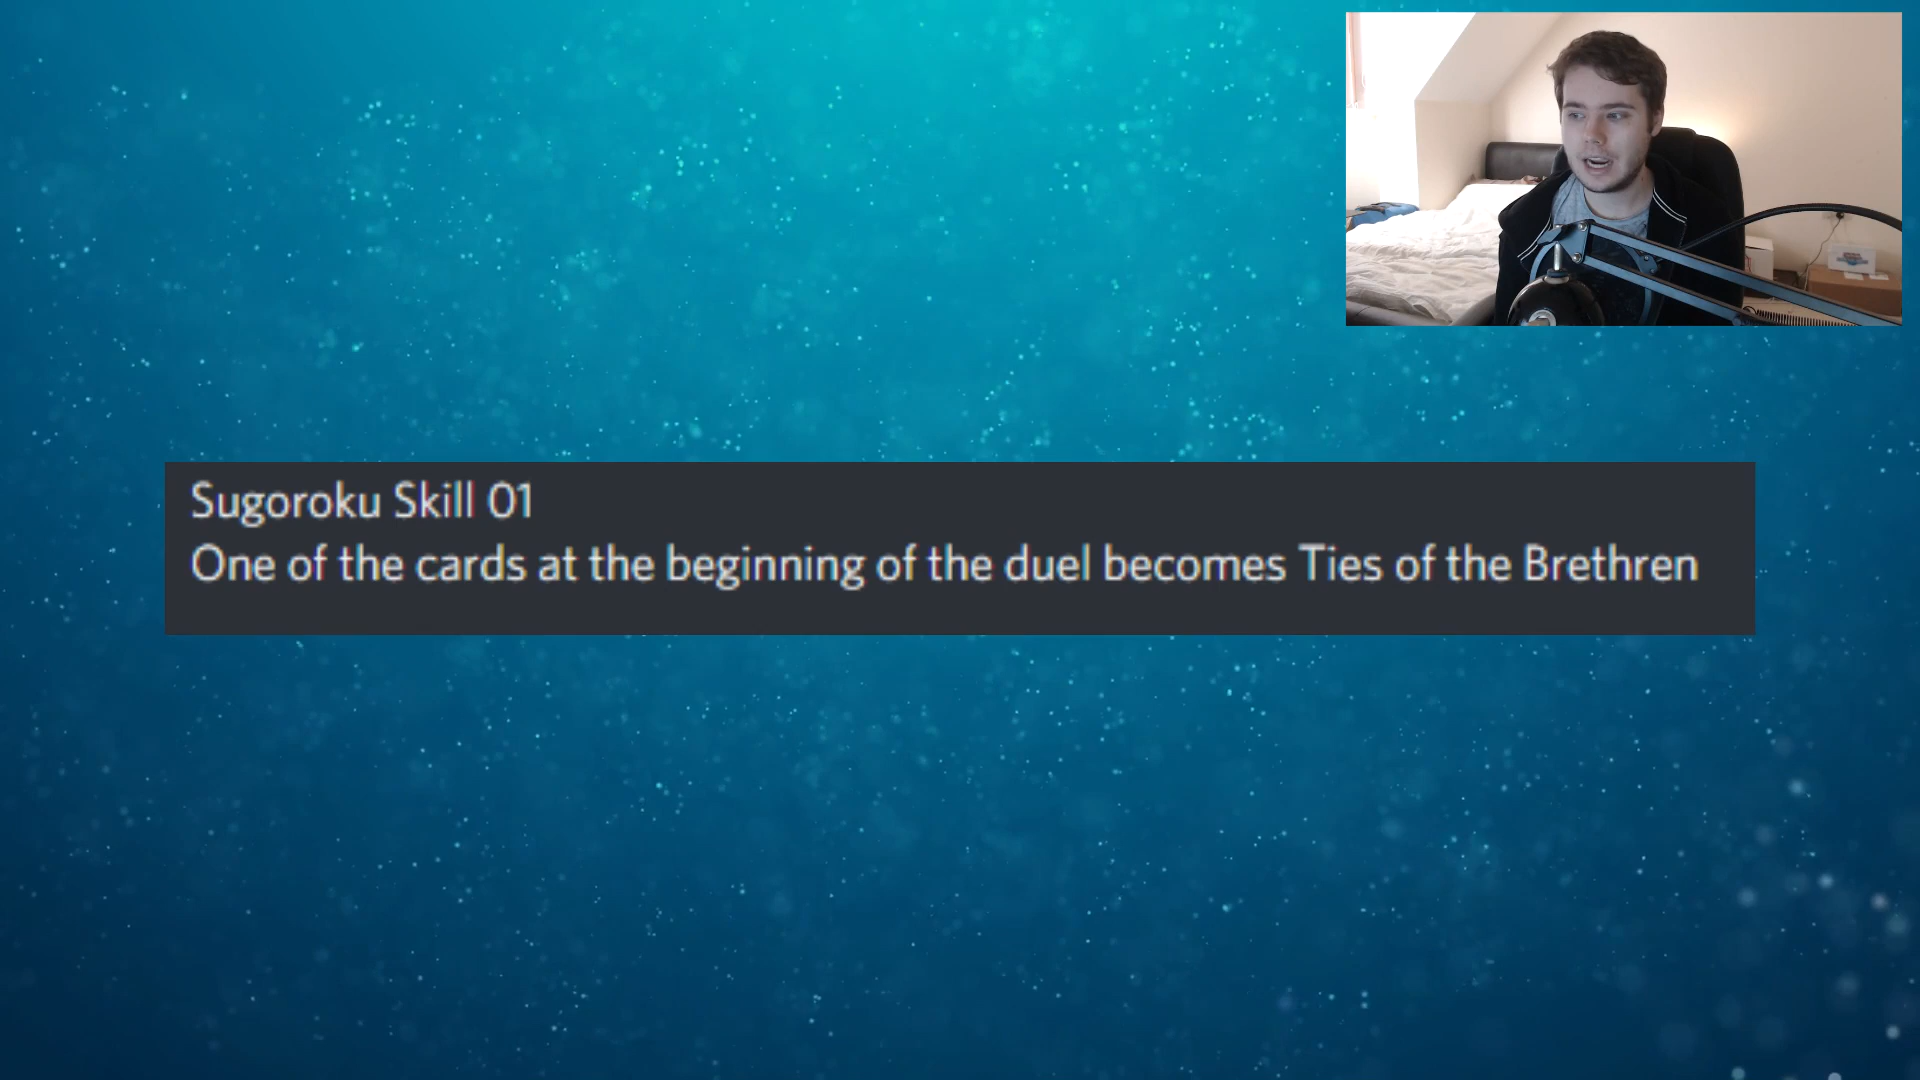 Sugoroku Skill 01
One of the cards at the beginning of the duel becomes Ties of the Brethren